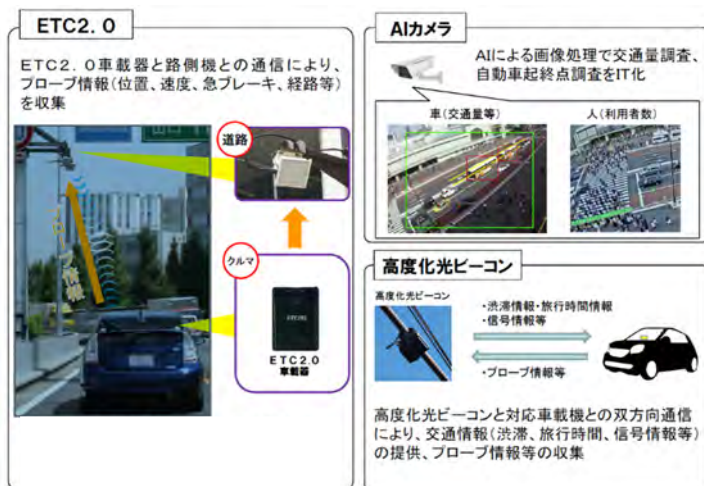 ETC2.0
ETC2.0車載器と路側機との通信により、
プローブ情報(位置、速度、急ブレーキ、経路等)
を収集
道路
プローブ情報
クルマ
ETC2.0
車載器
AIカメラ
AIによる画像処理で交通量調査、
自動車起終点調査をIT化
車(交通量等)
人(利用者数)
高度化光ビーコン
高度化光ビーコン
・渋滞情報・旅行時間情報
・信号情報等
・プローブ情報等
高度化光ビーコンと対応車載機との双方向通信
により、交通情報(渋滞、旅行時間、信号情報等)
の提供、プローブ情報等の収集